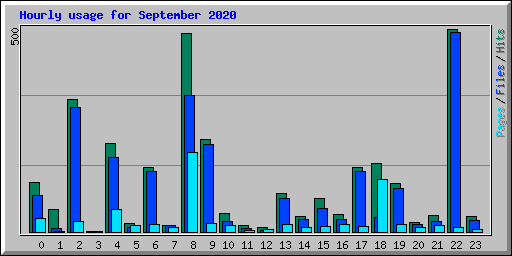 Hourly usage for September 2020
500
Pages / Files / Hits
0 1 2 3 4 5 6 7 8 9 10 11 12 13 14 15 16 17 18 19 20 21 22 23